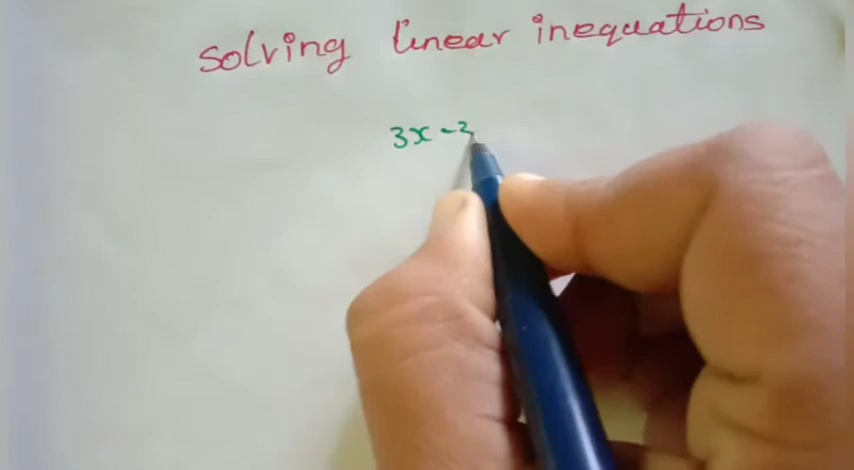 solving linear inequations
3x - 2